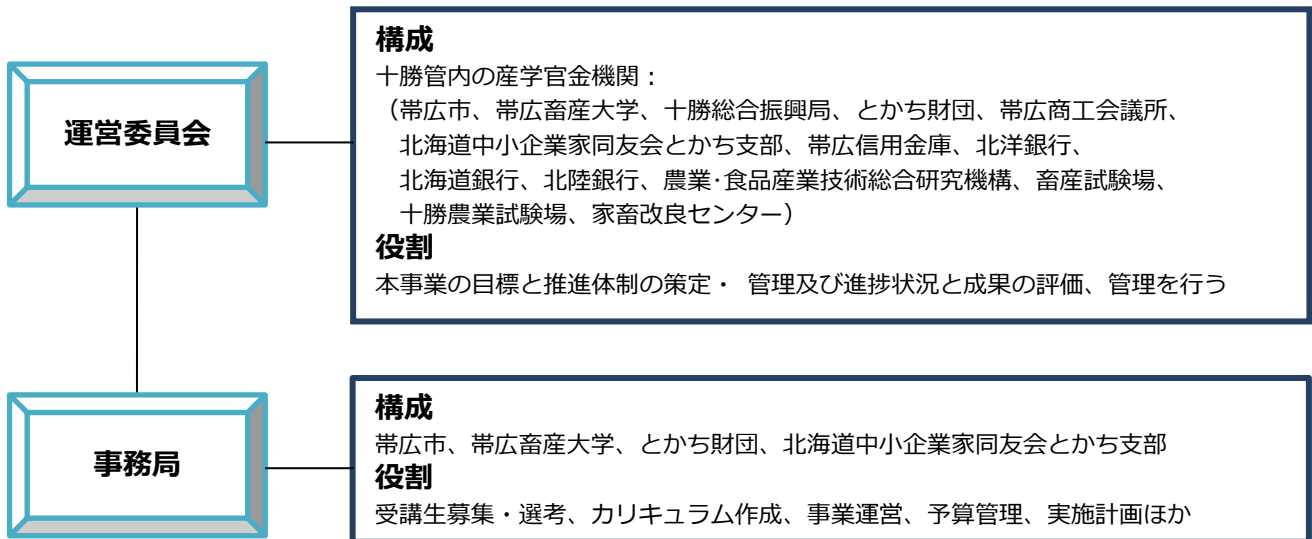 運営委員会
構成
十勝管内の産学官金機関：
（帯広市、帯広畜産大学、十勝総合振興局、とかち財団、帯広商工会議所、
北海道中小企業家同友会とかち支部、帯広信用金庫、北洋銀行、
北海道銀行、北陸銀行、農業･食品産業技術総合研究機構、畜産試験場、
十勝農業試験場、家畜改良センター）
役割
本事業の目標と推進体制の策定・ 管理及び進捗状況と成果の評価、管理を行う
事務局
構成
帯広市、帯広畜産大学、とかち財団、北海道中小企業家同友会とかち支部
役割
受講生募集・選考、カリキュラム作成、事業運営、予算管理、実施計画ほか